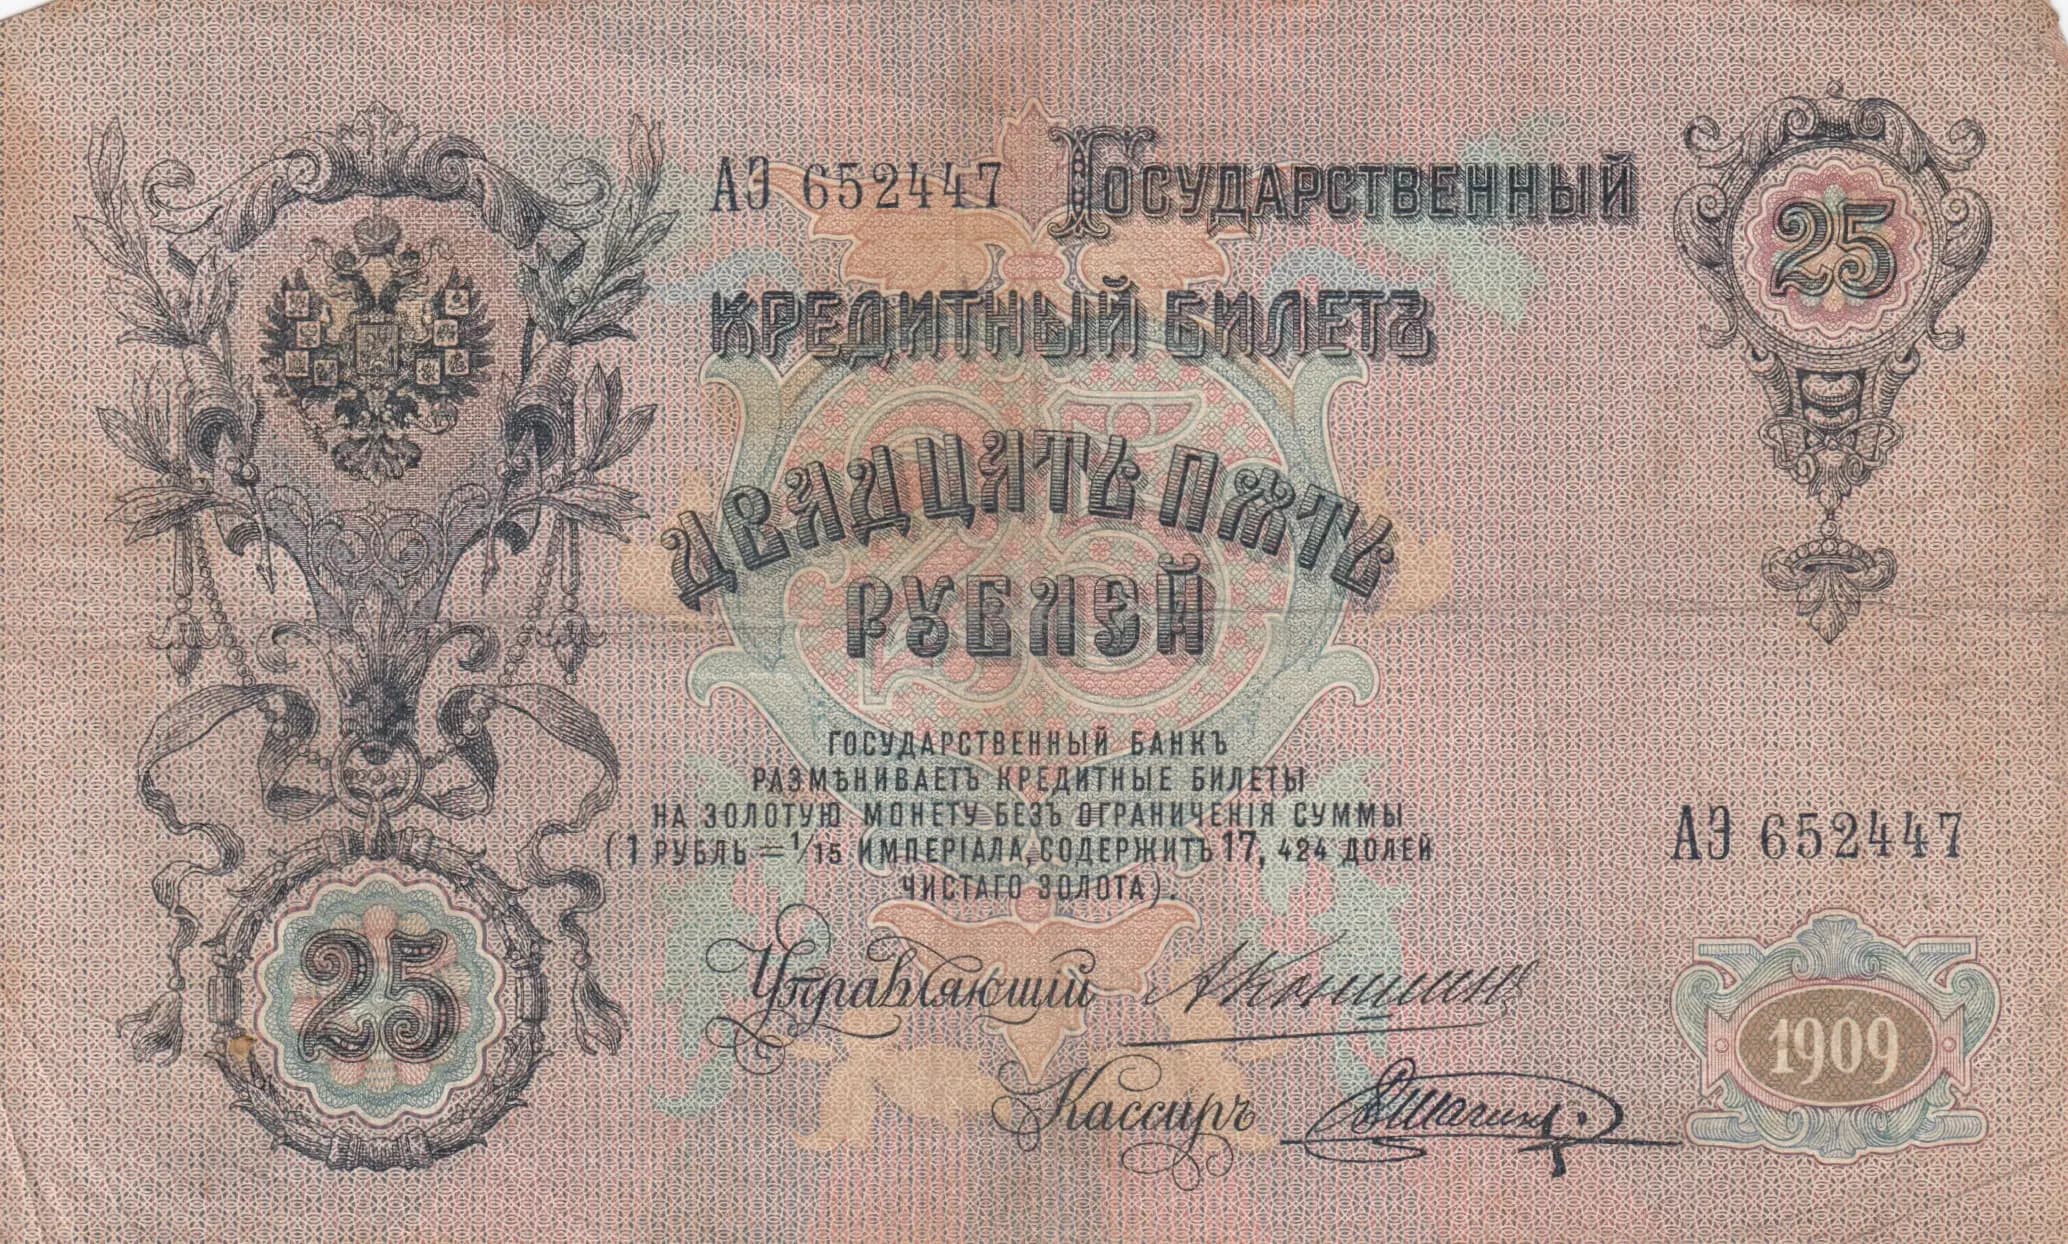 АЭ 652447 ГОСУДАРСТВЕННЫЙ
25
КРЕДИТНЫЙ БИЛЕТЪ
25
ДВАДЦАТЬ ПЯТЬ
РУБЛЕЙ
ГОСУДАРСТВЕННЫЙ БАНКЪ
РАЗМѢНИВАЕТЪ КРЕДИТНЫЕ БИЛЕТЫ
НА ЗОЛОТУЮ МОНЕТУ БЕЗЪ ОГРАНИЧЕНІЯ СУММЫ
(1 РУБЛЬ = 1/15 ИМПЕРІАЛА, СОДЕРЖИТЪ 17, 424 ДОЛЕЙ
ЧИСТАГО ЗОЛОТА).
АЭ 652447
25
Управляющій
Кассиръ
1909